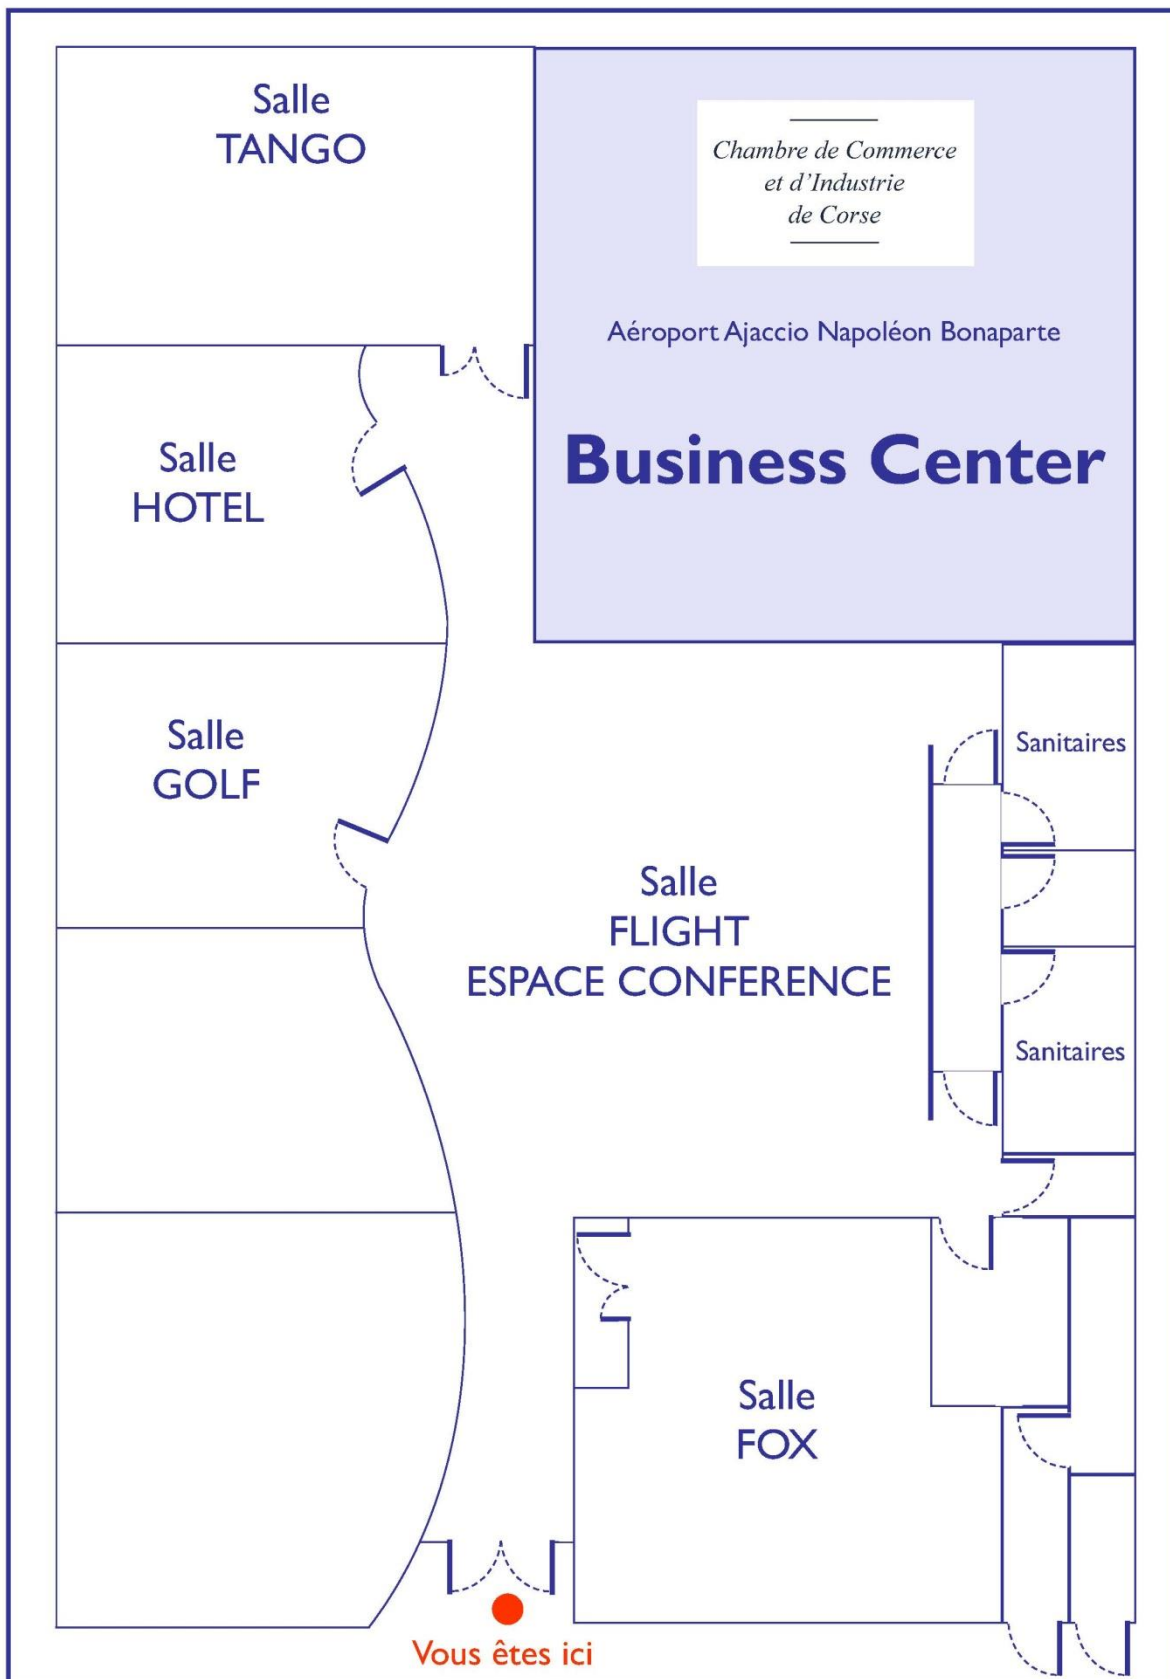 Salle
TANGO
Chambre de Commerce
et d'Industrie
de Corse
Aéroport Ajaccio Napoléon Bonaparte
Business Center
Salle
HOTEL
Salle
GOLF
Sanitaires
Salle
FLIGHT
ESPACE CONFERENCE
Sanitaires
Salle
FOX
Vous êtes ici